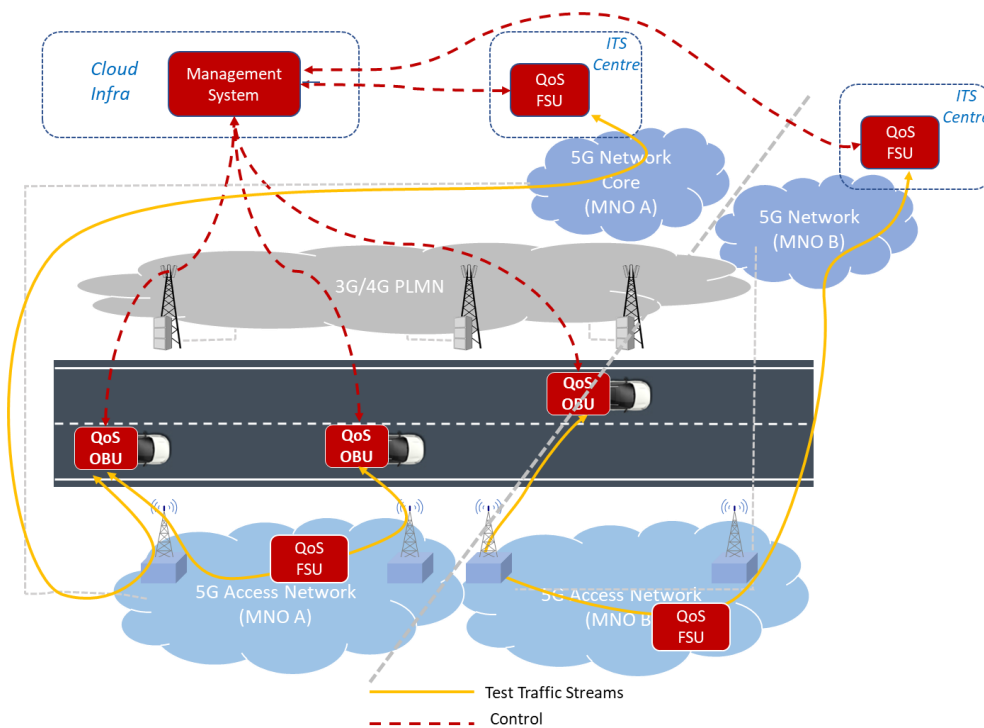 Cloud
Infra
Management
System
ITS
Centre
QoS
FSU
ITS
Centre
QoS
FSU
5G Network
Core
(MNO A)
5G Network
(MNO B)
3G/4G PLMN
QoS
OBU
QoS
OBU
QoS
OBU
QoS
FSU
5G Access Network
(MNO A)
5G Access Network
(MNO B)
QoS
FSU
Test Traffic Streams
Control